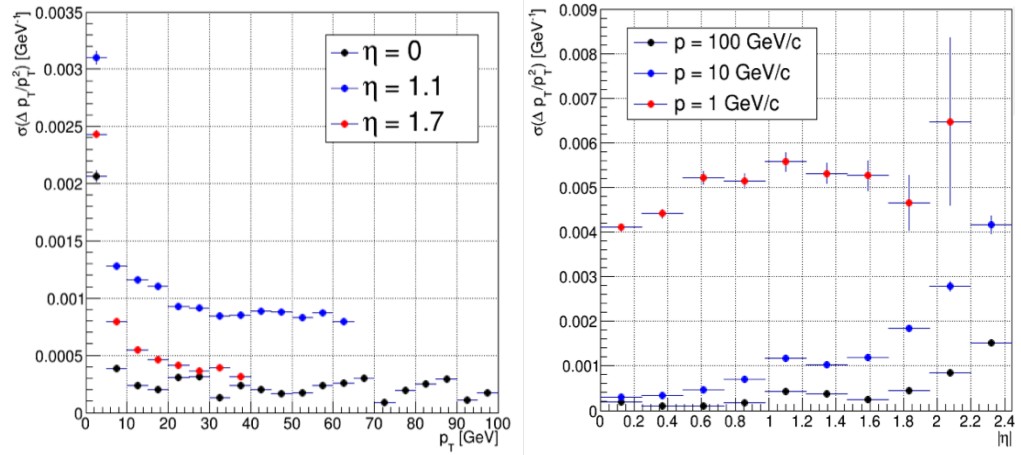 σ(Δ p_T/p_T^2) [GeV^-1]
0.0035
0.003
0.0025
0.002
0.0015
0.001
0.0005
0
η = 0
η = 1.1
η = 1.7
0 10 20 30 40 50 60 70 80 90 100
p_T [GeV]
σ(Δ p_T/p_T^2) [GeV^-1]
0.009
0.008
0.007
0.006
0.005
0.004
0.003
0.002
0.001
0
p = 100 GeV/c
p = 10 GeV/c
p = 1 GeV/c
0 0.2 0.4 0.6 0.8 1 1.2 1.4 1.6 1.8 2 2.2 2.4
|η|